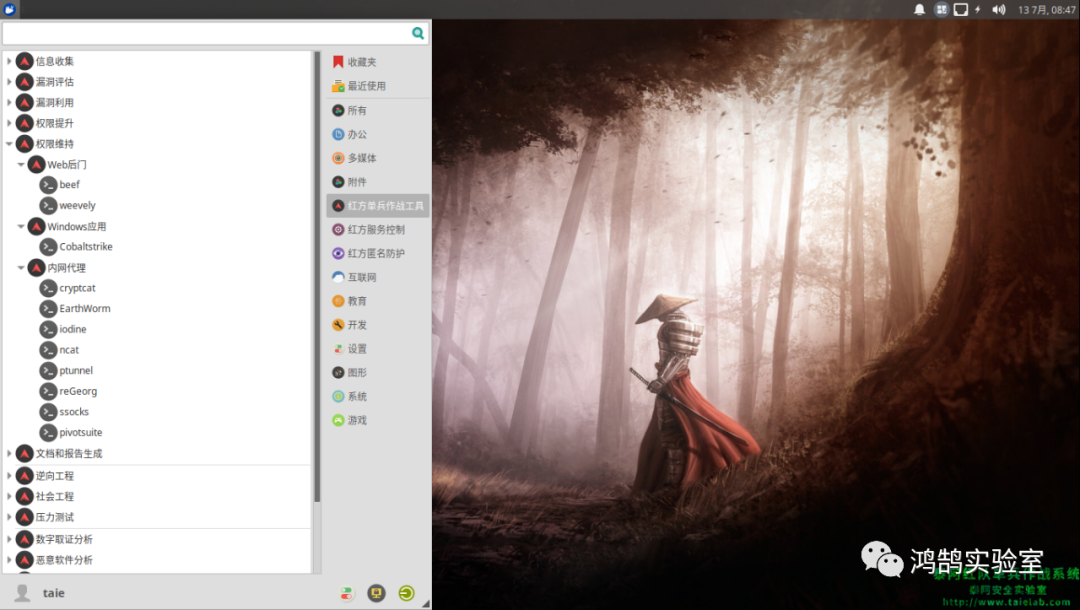 13 7月, 08:47
信息收集
漏洞评估
漏洞利用
权限提升
权限维持
Web后门
beef
weevely
Windows应用
Cobaltstrike
内网代理
cryptcat
EarthWorm
iodine
ncat
ptunnel
reGeorg
ssocks
pivotsuite
文档和报告生成
逆向工程
社会工程
压力测试
数字取证分析
恶意软件分析
taie
收藏夹
最近使用
所有
办公
多媒体
附件
红方单兵作战工具
红方服务控制
红方匿名防护
互联网
教育
开发
设置
图形
系统
游戏
鸿鹄实验室
泰阿红队单兵作战系统
泰阿安全实验室
http://www.taielab.com